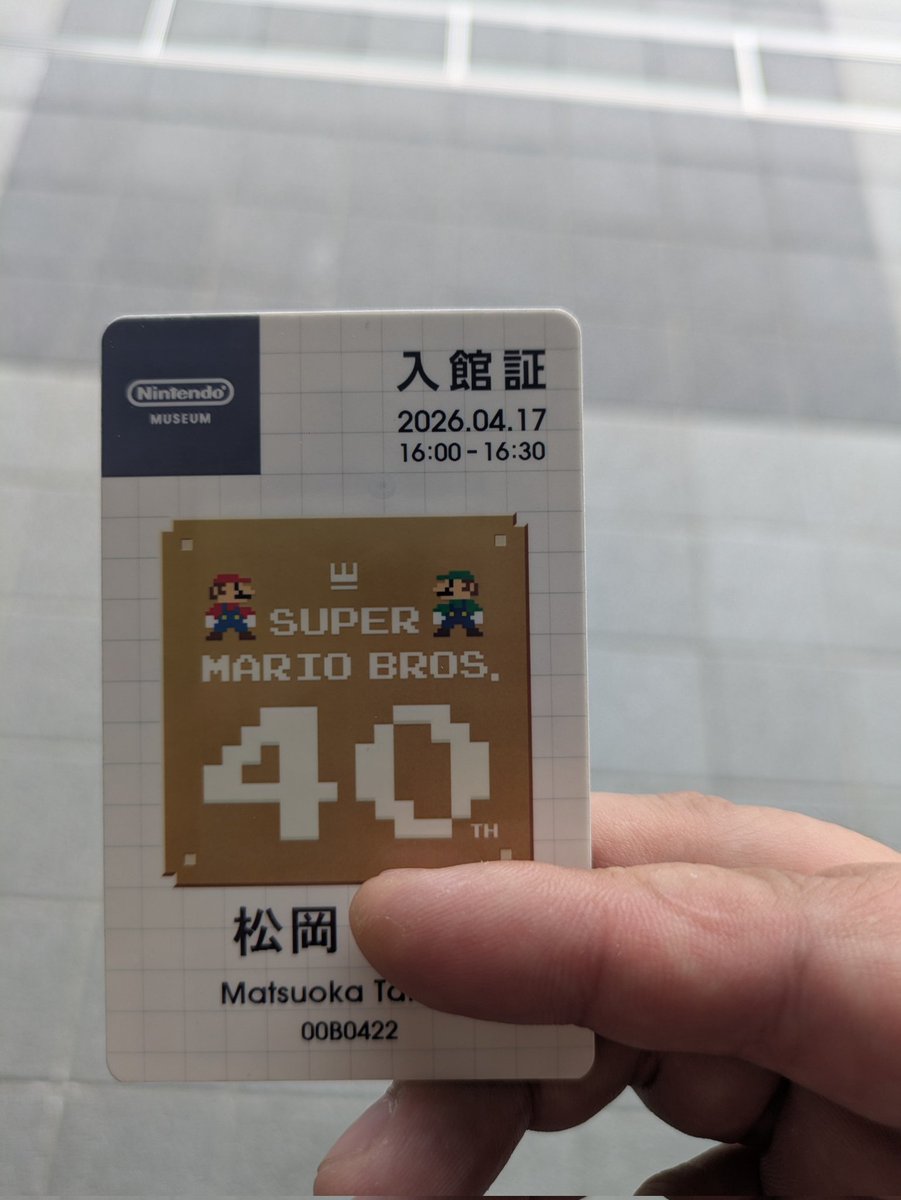 Nintendo
MUSEUM
入館証
2026.04.17
16:00 - 16:30
SUPER
MARIO BROS.
40
TH
松岡
Matsuoka
00B0422